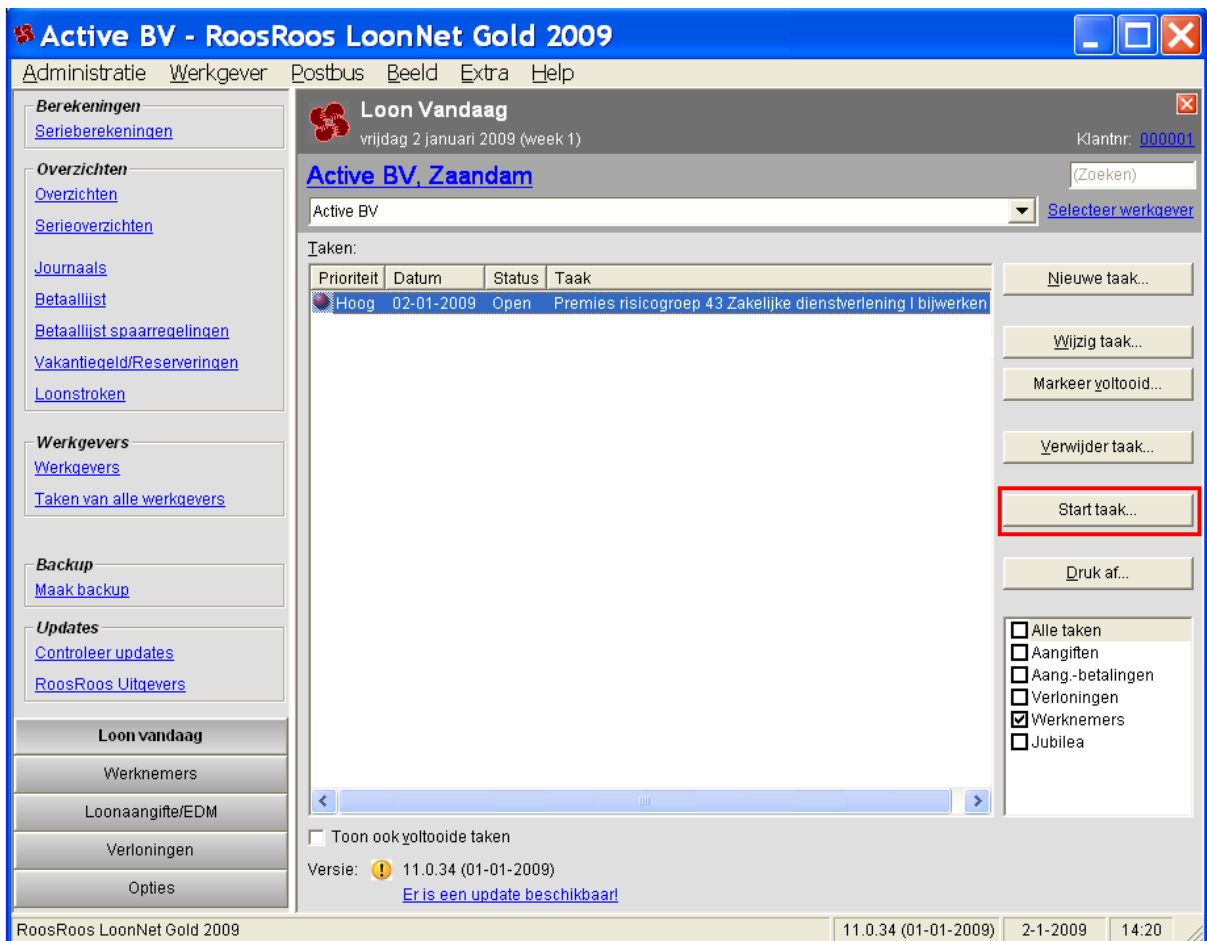 Active BV - RoosRoos LoonNet Gold 2009
Administratie Werkgever Postbus Beeld Extra Help
Berekeningen
Serieberekeningen
Overzichten
Overzichten
Serieoverzichten
Journaals
Betaallijst
Betaallijst spaarregelingen
Vakantiegeld/Reserveringen
Loonstroken
Werkgevers
Werkgevers
Taken van alle werkgevers
Backup
Maak backup
Updates
Controleer updates
RoosRoos Uitgevers
Loon vandaag
Werknemers
Loonaangifte/EDM
Verloningen
Opties
Loon Vandaag
vrijdag 2 januari 2009 (week 1)
Klantnr: 000001
Active BV, Zaandam
(Zoeken)
Active BV
Selecteer werkgever
Taken:
Prioriteit Datum Status Taak
Hoog 02-01-2009 Open Premies risicogroep 43 Zakelijke dienstverlening I bijwerken
Nieuwe taak...
Wijzig taak...
Markeer voltooid...
Verwijder taak...
Start taak...
Druk af...
Alle taken
Aangiften
Aang.-betalingen
Verloningen
Werknemers
Jubilea
Toon ook voltooide taken
Versie: 11.0.34 (01-01-2009)
Er is een update beschikbaar!
RoosRoos LoonNet Gold 2009 11.0.34 (01-01-2009) 2-1-2009 14:20